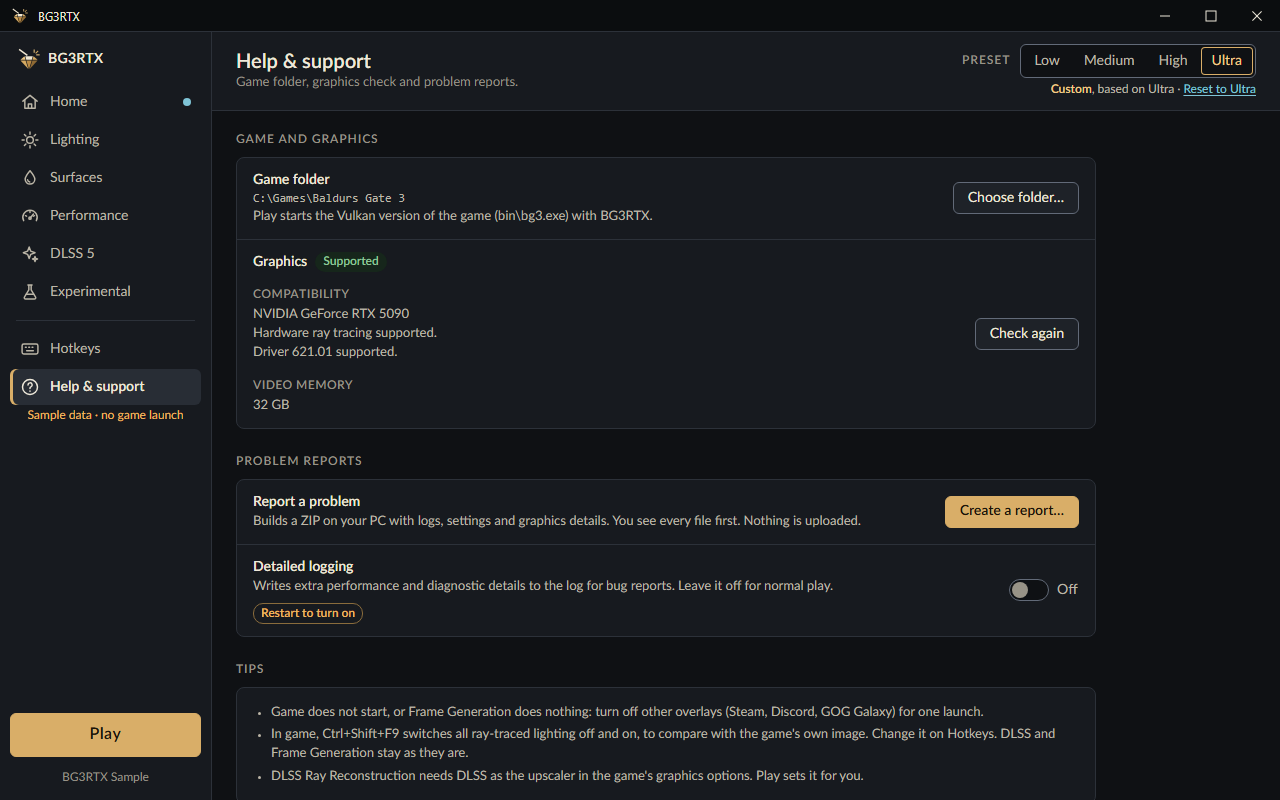 BG3RTX
BG3RTX
Home
Lighting
Surfaces
Performance
DLSS 5
Experimental
Hotkeys
Help & support
Sample data · no game launch
Play
BG3RTX Sample
Help & support
Game folder, graphics check and problem reports.
PRESET Low Medium High Ultra
Custom, based on Ultra · Reset to Ultra
GAME AND GRAPHICS
Game folder
C:\Games\Baldurs Gate 3
Play starts the Vulkan version of the game (bin\bg3.exe) with BG3RTX.
Choose folder...
Graphics Supported
COMPATIBILITY
NVIDIA GeForce RTX 5090
Hardware ray tracing supported.
Driver 621.01 supported.
Check again
VIDEO MEMORY
32 GB
PROBLEM REPORTS
Report a problem
Builds a ZIP on your PC with logs, settings and graphics details. You see every file first. Nothing is uploaded.
Create a report...
Detailed logging
Writes extra performance and diagnostic details to the log for bug reports. Leave it off for normal play.
Restart to turn on
Off
TIPS
• Game does not start, or Frame Generation does nothing: turn off other overlays (Steam, Discord, GOG Galaxy) for one launch.
• In game, Ctrl+Shift+F9 switches all ray-traced lighting off and on, to compare with the game's own image. Change it on Hotkeys. DLSS and
Frame Generation stay as they are.
• DLSS Ray Reconstruction needs DLSS as the upscaler in the game's graphics options. Play sets it for you.